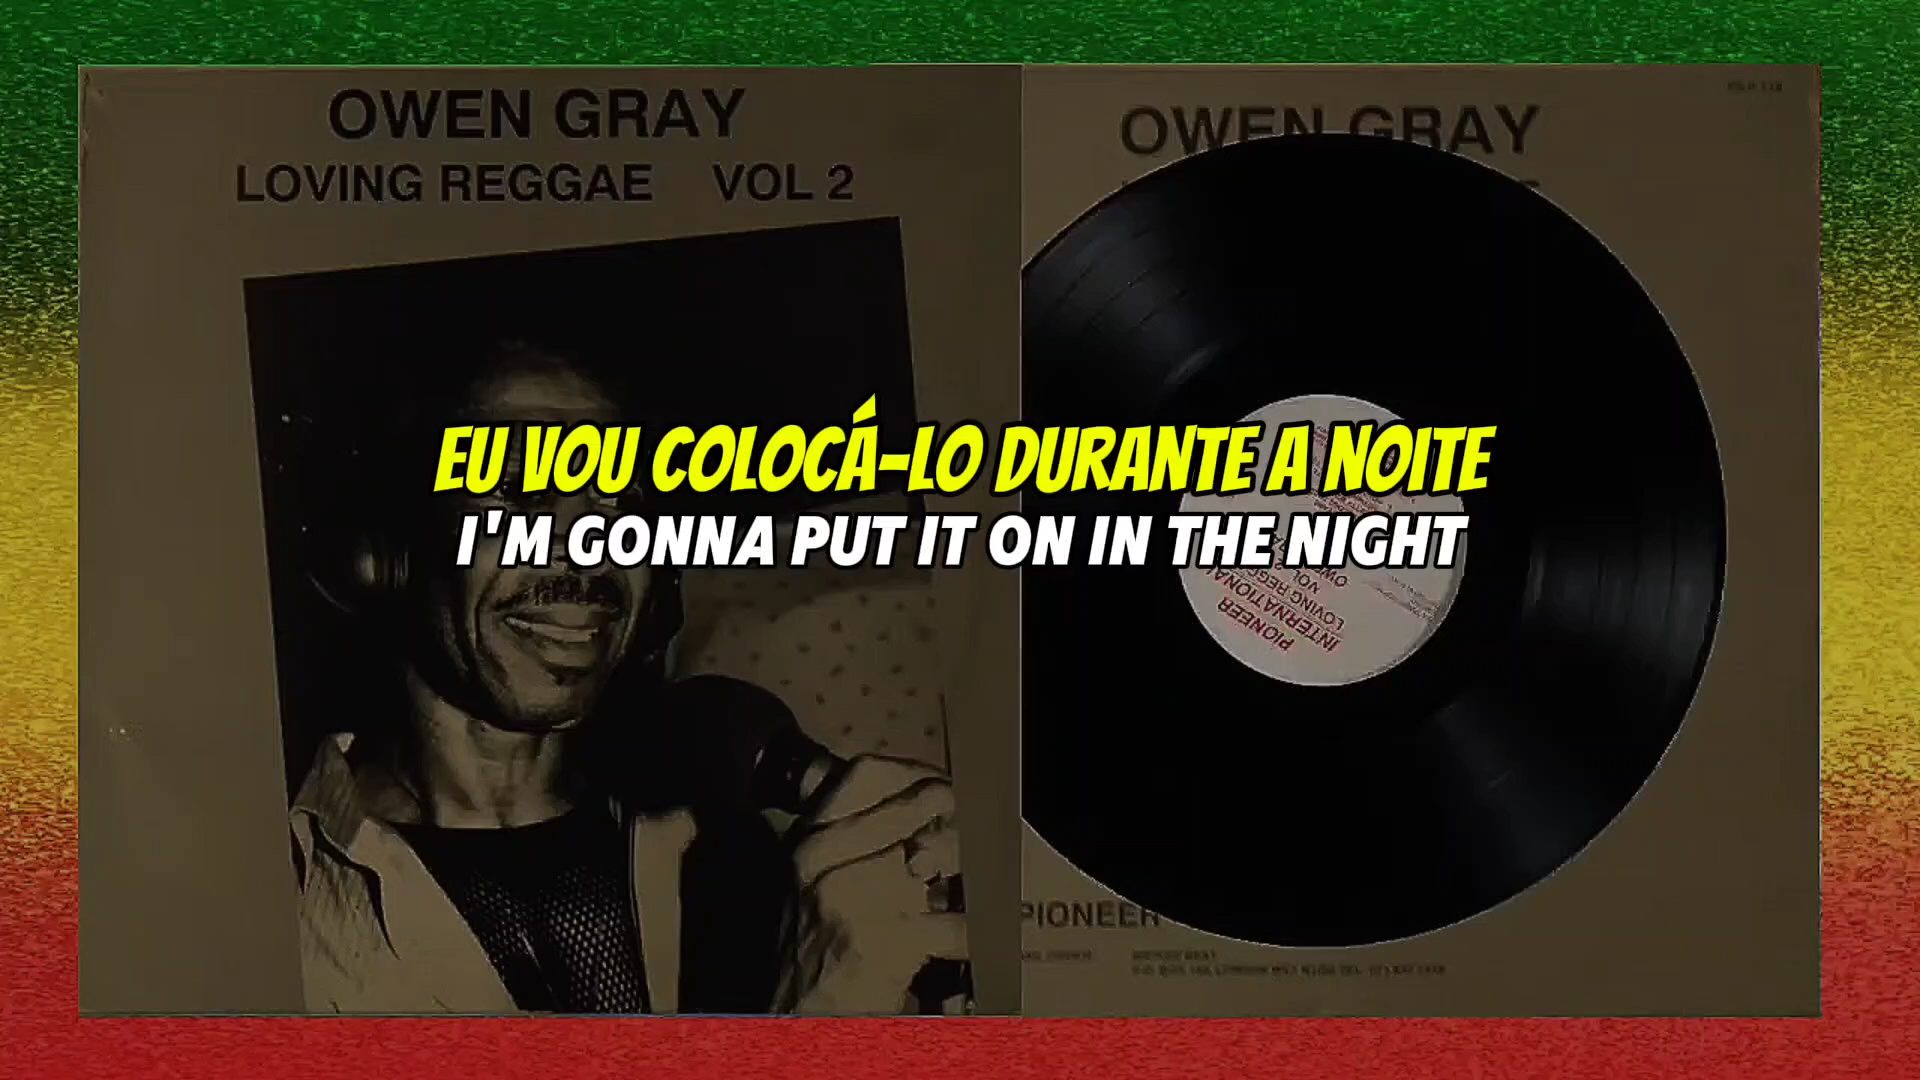 OWEN GRAY
LOVING REGGAE VOL 2
OWEN GRAY
EU VOU COLOCÁ-LO DURANTE A NOITE
I'M GONNA PUT IT ON IN THE NIGHT
PIONEER
INTERNATIONAL
LOVING REGGAE
VOL 2
PIONEER